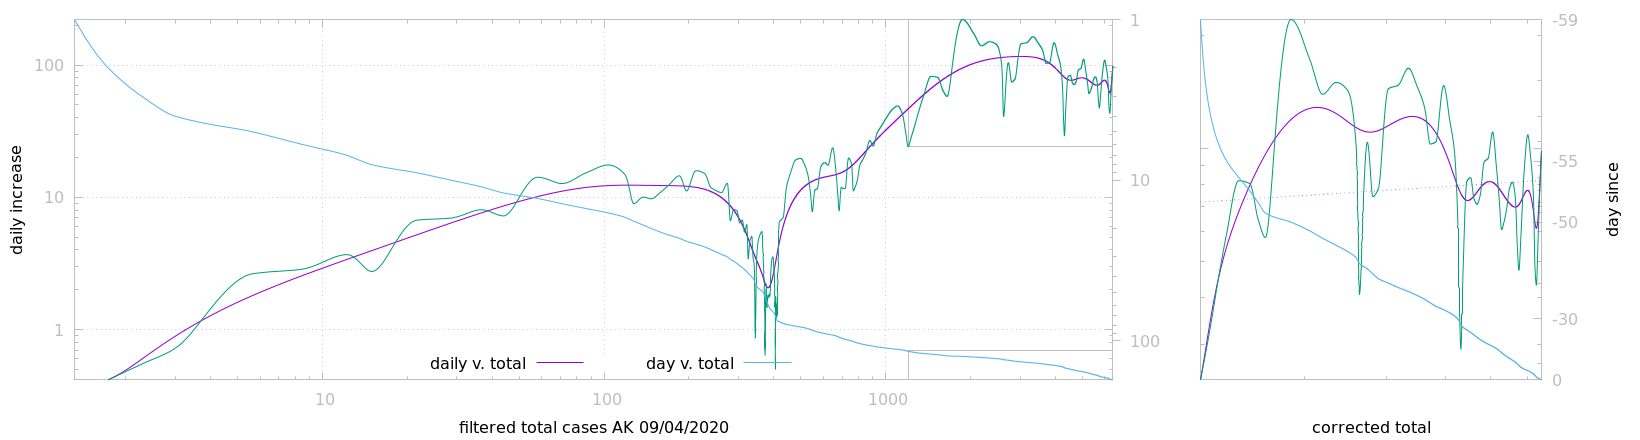 daily increase
100
10
1
daily v. total
day v. total
10
100
1000
filtered total cases AK 09/04/2020
1
10
100
-59
-55
-50
-30
0
day since
corrected total